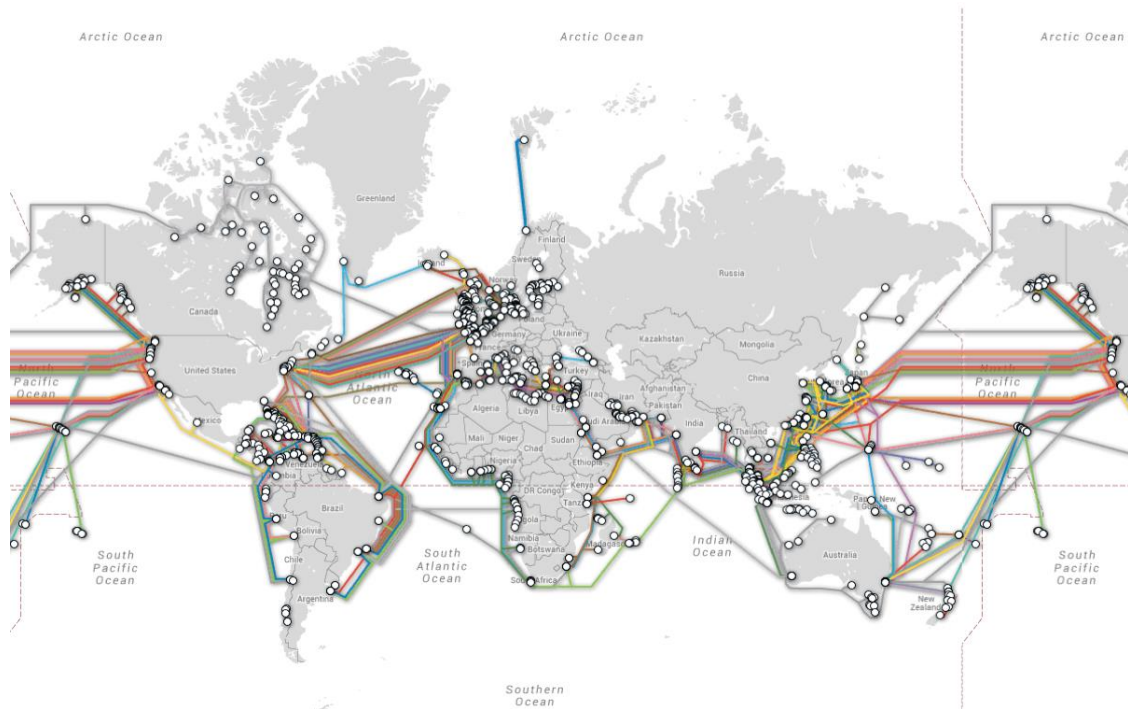 Arctic Ocean
Arctic Ocean
Arctic Ocean
Greenland
Finland
Sweden
Norway
Russia
Canada
Poland
Germany
Ukraine
France
Kazakhstan
Mongolia
United States
North
Pacific
Ocean
North
Atlantic
Ocean
Spain
Turkey
Japan
North
Pacific
Ocean
China
Afghanistan
Iraq
Iran
Pakistan
Algeria
Libya
Egypt
Saudi Arabia
India
Mexico
Mali
Niger
Chad
Sudan
Thailand
Nigeria
Ethiopia
Venezuela
Kenya
DR Congo
Tanzania
Papua New
Guinea
Brazil
Peru
Angola
Bolivia
Namibia
Botswana
Madagascar
Indian
Ocean
Australia
South
Pacific
Ocean
Chile
South
Atlantic
Ocean
South
Pacific
Ocean
South Africa
Argentina
New
Zealand
Southern
Ocean